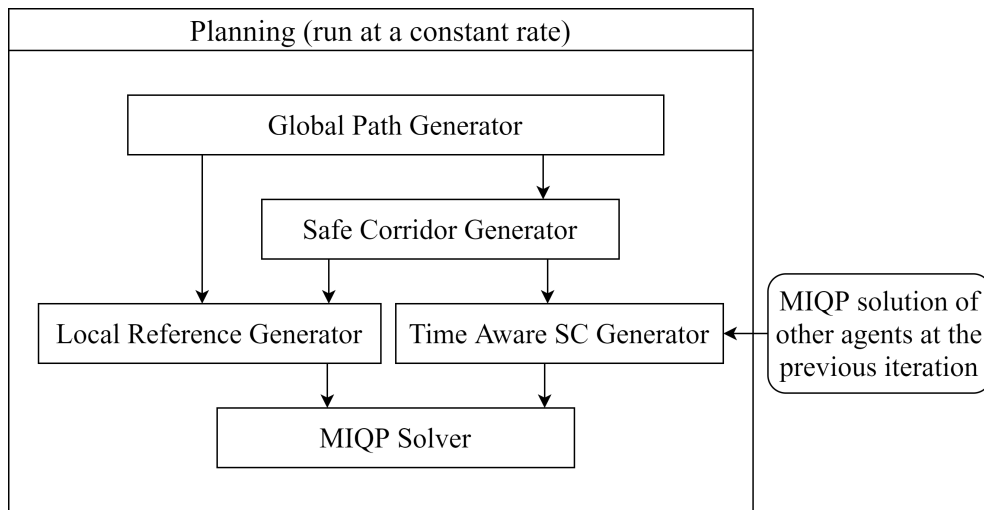 Planning (run at a constant rate)
Global Path Generator
Safe Corridor Generator
Local Reference Generator
Time Aware SC Generator
MIQP solution of
other agents at the
previous iteration
MIQP Solver